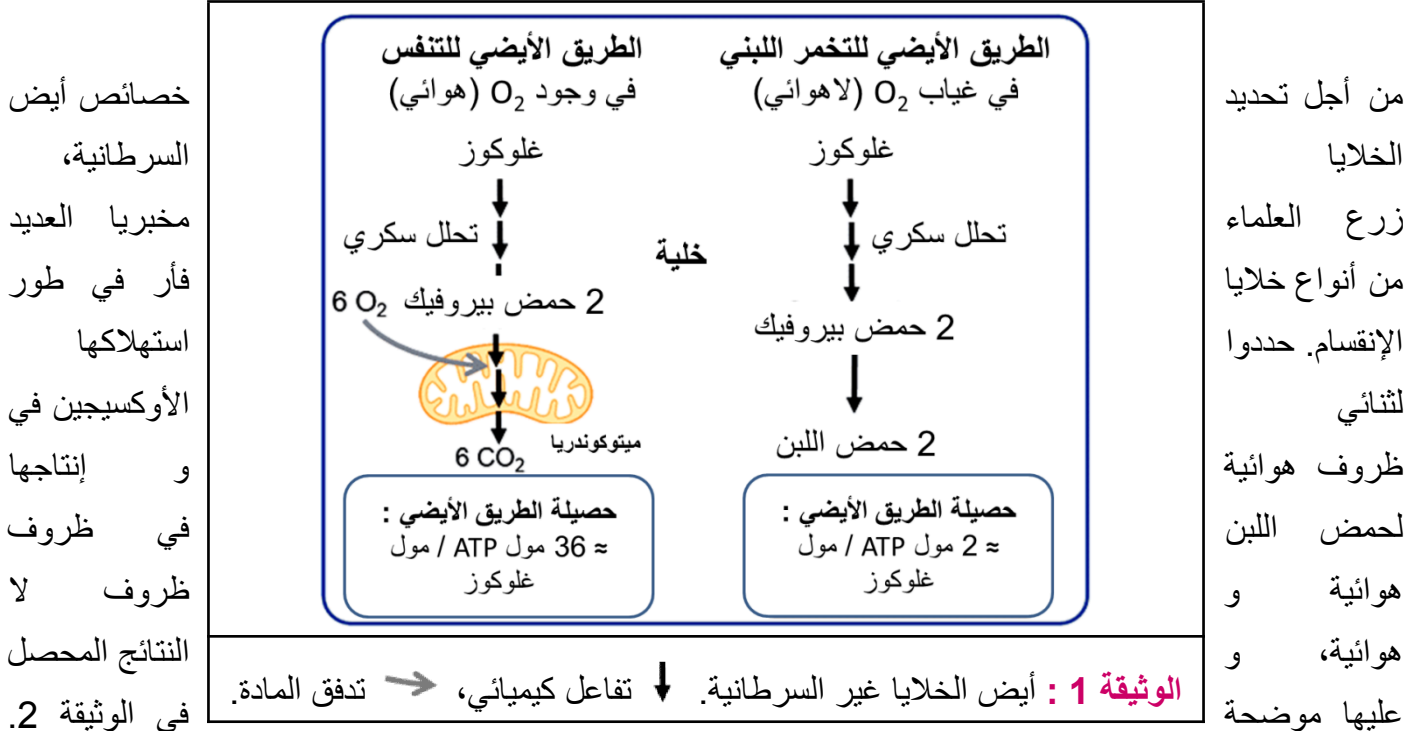 الطريق الأيضي للتخمر اللبني
في غياب O₂ (لاهوائي)
غلوكوز
تحلل سكري
2 حمض بيروفيك
2 حمض اللبن
حصيلة الطريق الأيضي :
≈ 2 مول ATP / مول
غلوكوز
خلية
الطريق الأيضي للتنفس
في وجود O₂ (هوائي)
غلوكوز
تحلل سكري
2 حمض بيروفيك
6 O₂
ميتوكوندريا
6 CO₂
حصيلة الطريق الأيضي :
≈ 36 مول ATP / مول
غلوكوز
الوثيقة 1 : أيض الخلايا غير السرطانية. تفاعل كيميائي، تدفق المادة.
من أجل تحديد خصائص أيض
الخلايا السرطانية،
زرع العلماء مخبريا العديد
من أنواع خلايا فأر في طور
الإنقسام. حددوا استهلاكها
لثنائي الأوكسيجين في
ظروف هوائية و إنتاجها
لحمض اللبن في ظروف
هوائية و ظروف لا
هوائية، و النتائج المحصل
عليها موضحة في الوثيقة 2.